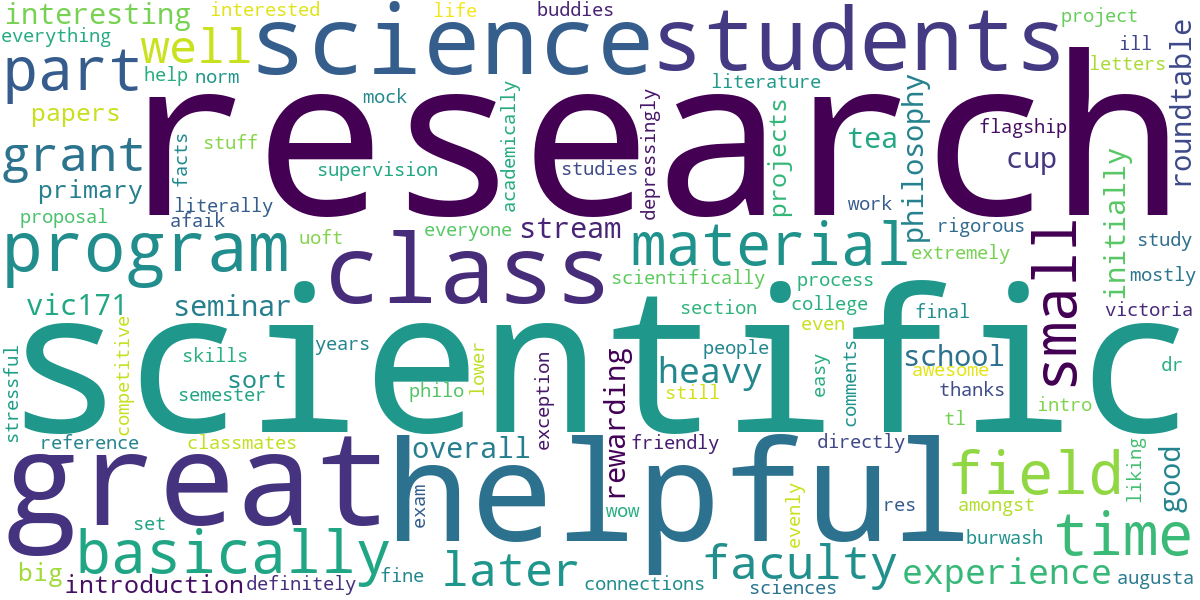 interesting
interested
life
buddies
project
everything
well
science
students
ill
part
help
norm
mock
literature
letters
papers
research
academically
depressingly
flagship
roundtable
grant
facts
stuff
supervision
studies
projects
tea
philosophy
cup
primary
literally
work
initially
proposal
afaik
uoft
everyone
stream
rigorous
study
program
class
material
extremely
small
scientifically
process
mostly
vic171
seminar
section
college
final
victoria
scientific
stressful
competitive
skills
years
sort
semester
philo
lower
exception
rewarding
people
heavy
still
even
easy
comments
school
awesome
thanks
dr
tl
intro
reference
classmates
overall
friendly
directly
great
helpful
field
liking
good
set
exam
wow
evenly
res
amongst
time
basically
burwash
big
introduction
definitely
fine
later
connections
faculty
sciences
experience
augusta